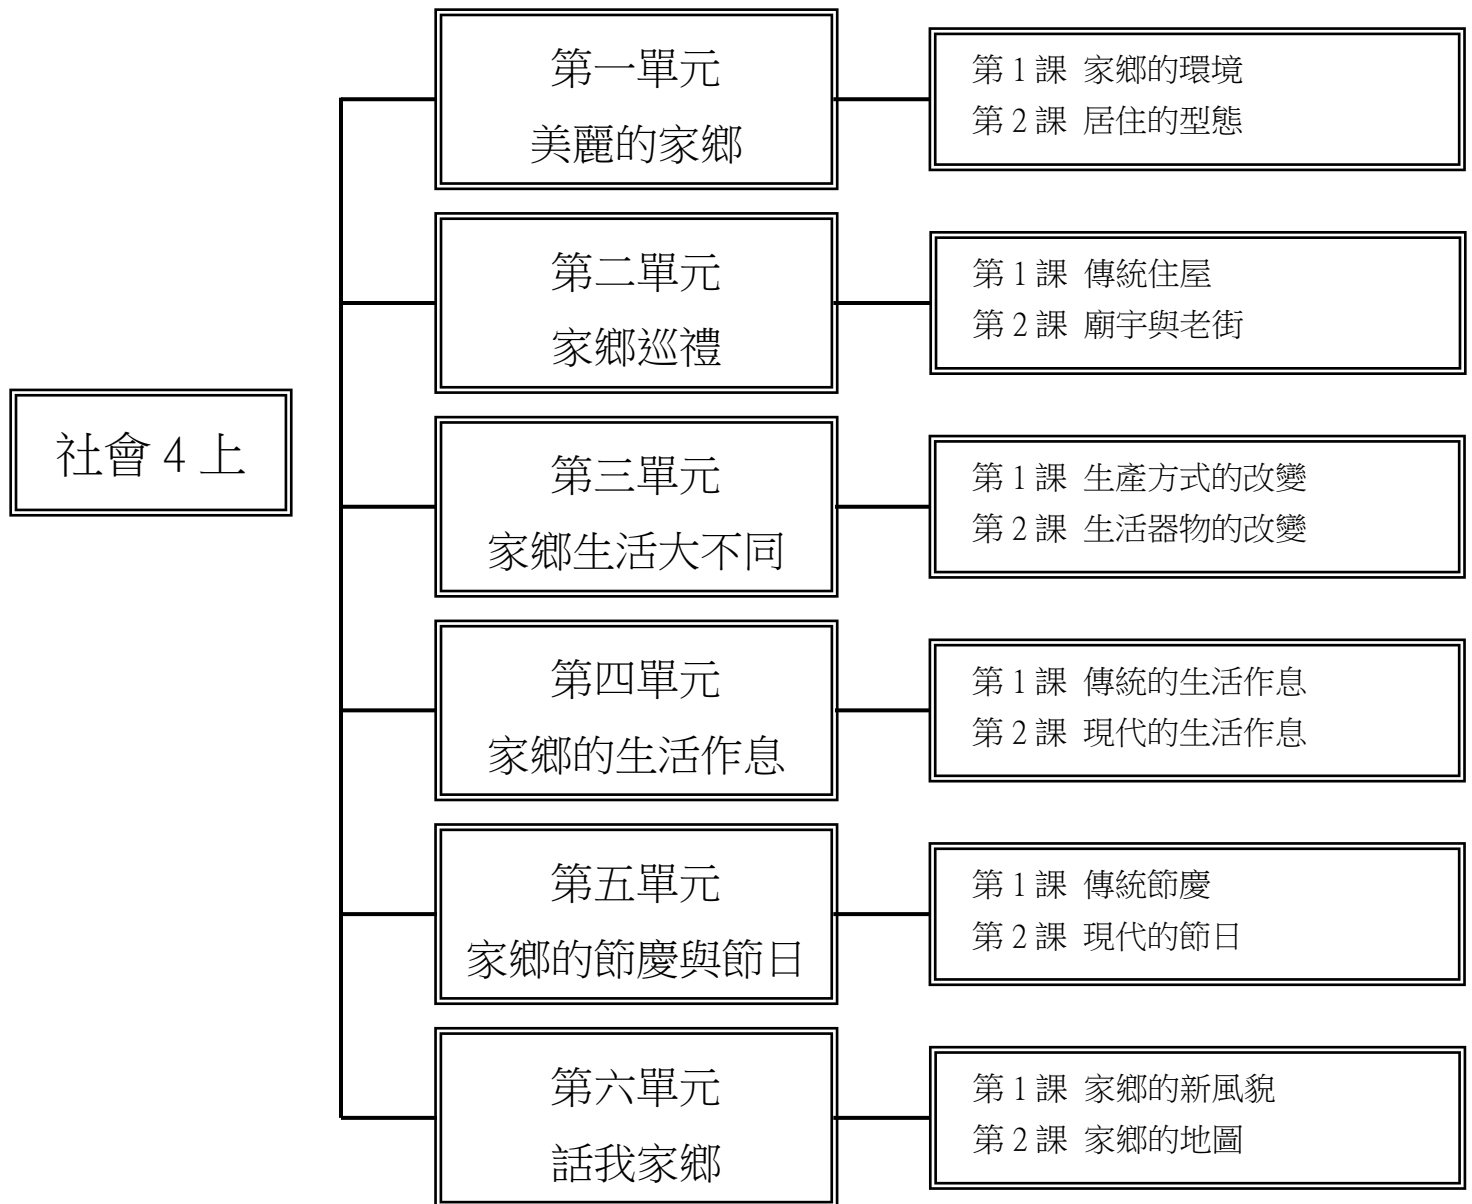 社會4上
第一單元
美麗的家鄉
第1課 家鄉的環境
第2課 居住的型態
第二單元
家鄉巡禮
第1課 傳統住屋
第2課 廟宇與老街
第三單元
家鄉生活大不同
第1課 生產方式的改變
第2課 生活器物的改變
第四單元
家鄉的生活作息
第1課 傳統的生活作息
第2課 現代的生活作息
第五單元
家鄉的節慶與節日
第1課 傳統節慶
第2課 現代的節日
第六單元
話我家鄉
第1課 家鄉的新風貌
第2課 家鄉的地圖